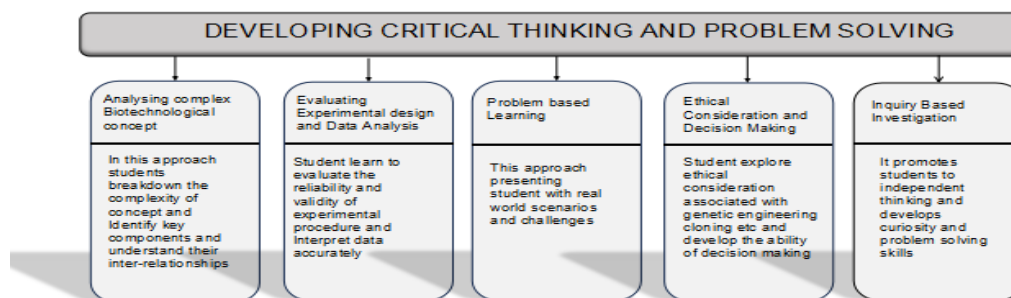 DEVELOPING CRITICAL THINKING AND PROBLEM SOLVING
Analysing complex
Biotechnological
concept
In this approach
students
breakdown the
complexity of
concept and
Identify key
components and
understand their
inter-relationships
Evaluating
Experimental design
and Data Analysis
Student learn to
evaluate the
reliability and
validity of
experimental
procedure and
Interpret data
accurately
Problem based
Learning
This approach
presenting
student with real
world scenarios
and challenges
Ethical
Consideration and
Decision Making
Student explore
ethical
consideration
associated with
genetic engineering
cloning etc and
develop the ability
of decision making
Inquiry Based
Investigation
It promotes
students to
independent
thinking and
develops
curiosity and
problem solving
skills